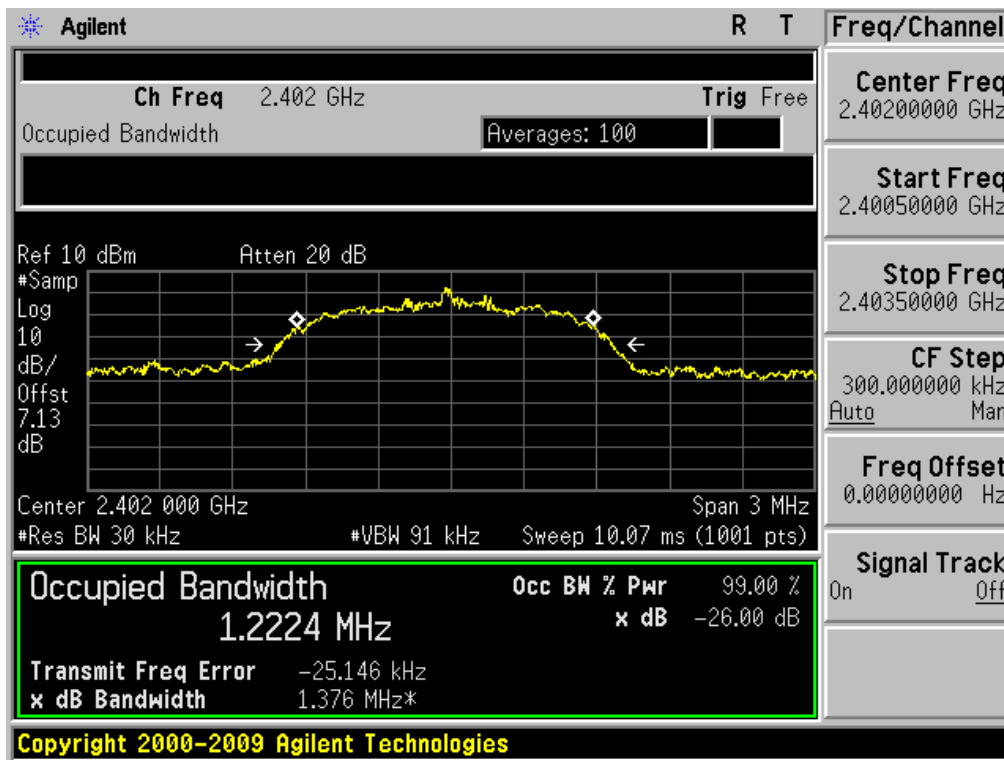 Agilent R T Freq/Channel
Ch Freq 2.402 GHz Trig Free
Occupied Bandwidth Averages: 100
Center Freq
2.40200000 GHz
Start Freq
2.40050000 GHz
Stop Freq
2.40350000 GHz
CF Step
300.000000 kHz
Auto Man
Freq Offset
0.00000000 Hz
Signal Track
On Off
Ref 10 dBm Atten 20 dB
#Samp
Log
10
dB/
Offst
7.13
dB
Center 2.402 000 GHz Span 3 MHz
#Res BW 30 kHz #VBW 91 kHz Sweep 10.07 ms (1001 pts)
Occupied Bandwidth
1.2224 MHz
Occ BW % Pwr 99.00 %
x dB -26.00 dB
Transmit Freq Error -25.146 kHz
x dB Bandwidth 1.376 MHz*
Copyright 2000-2009 Agilent Technologies